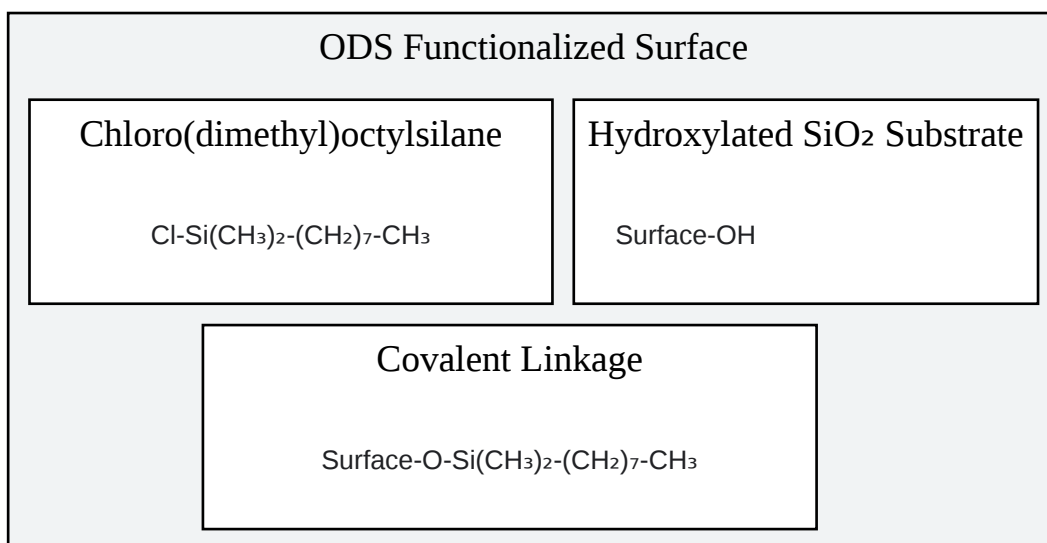 ODS Functionalized Surface
Chloro(dimethyl)octylsilane
Cl-Si(CH₃)₂-(CH₂)₇-CH₃
Hydroxylated SiO₂ Substrate
Surface-OH
Covalent Linkage
Surface-O-Si(CH₃)₂-(CH₂)₇-CH₃